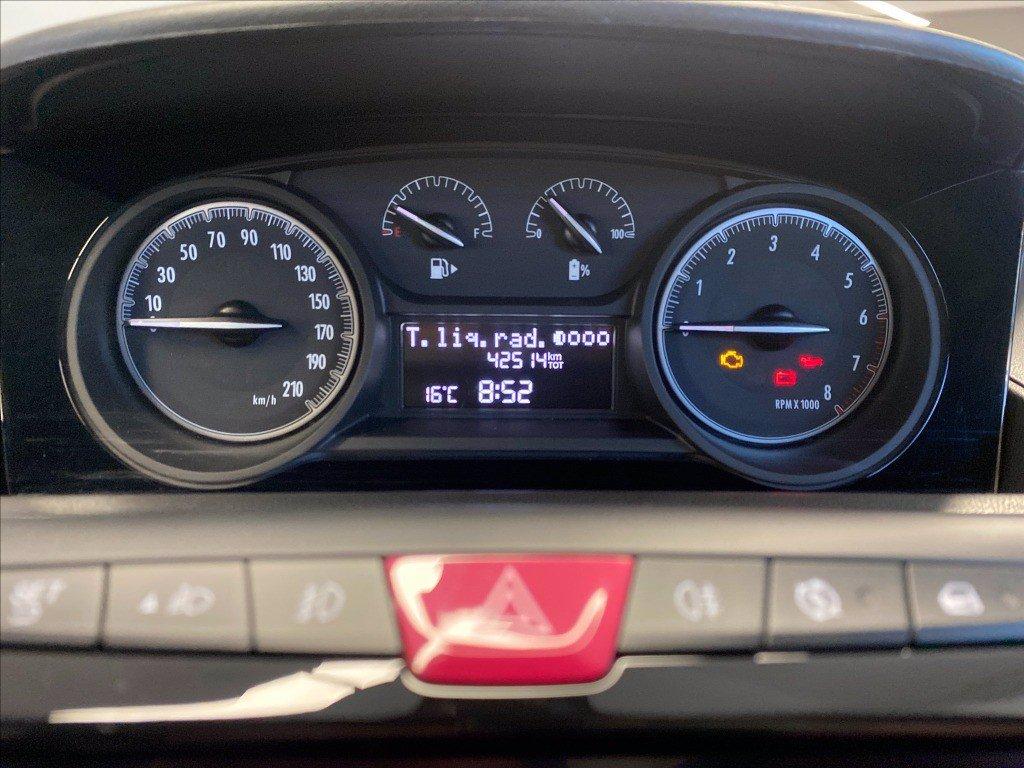 E F
0 100
%
10 30 50 70 90 110 130 150 170 190 210
km/h
T.liq.rad.
42514 km TOT
16°C 8:52
0 1 2 3 4 5 6 7 8
RPM X 1000